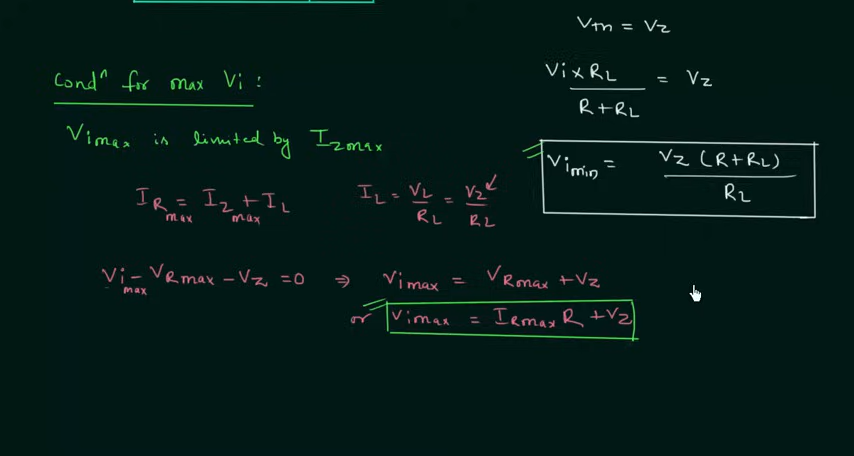 Condⁿ for max Vi :
Vimax is limited by IZmax
IRmax = IZmax + IL
IL = VL/RL = VZ/RL
Vimax - VRmax - VZ = 0 ⇒ Vimax = VRmax + VZ
or Vimax = IRmax R + VZ
Vth = VZ
Vi x RL / R + RL = VZ
Vimin = VZ (R + RL) / RL